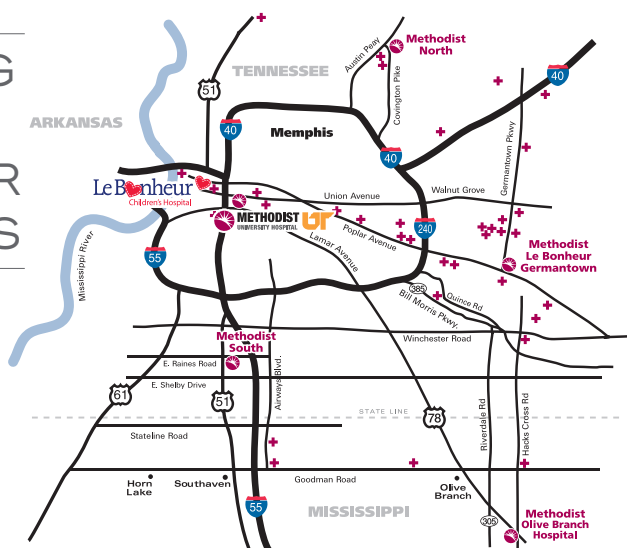 G
R
S
Methodist
North
Austin Peay
TENNESSEE
51
Covington Pike
40
ARKANSAS
40
Memphis
40
Germantown Pkwy
Le Bonheur
Children's Hospital
Union Avenue
Walnut Grove
METHODIST
UNIVERSITY HOSPITAL
UT
Poplar Avenue
240
Lamar Avenue
Mississippi River
55
Methodist
Le Bonheur
Germantown
385
Quince Rd
Bill Morris Pkwy.
Winchester Road
Methodist
South
E. Raines Road
Airways Blvd.
E. Shelby Drive
61
51
STATE LINE
78
Riverdale Rd
Hacks Cross Rd
Stateline Road
Horn
Lake
Southaven
Goodman Road
Olive
Branch
55
MISSISSIPPI
305
Methodist
Olive Branch
Hospital